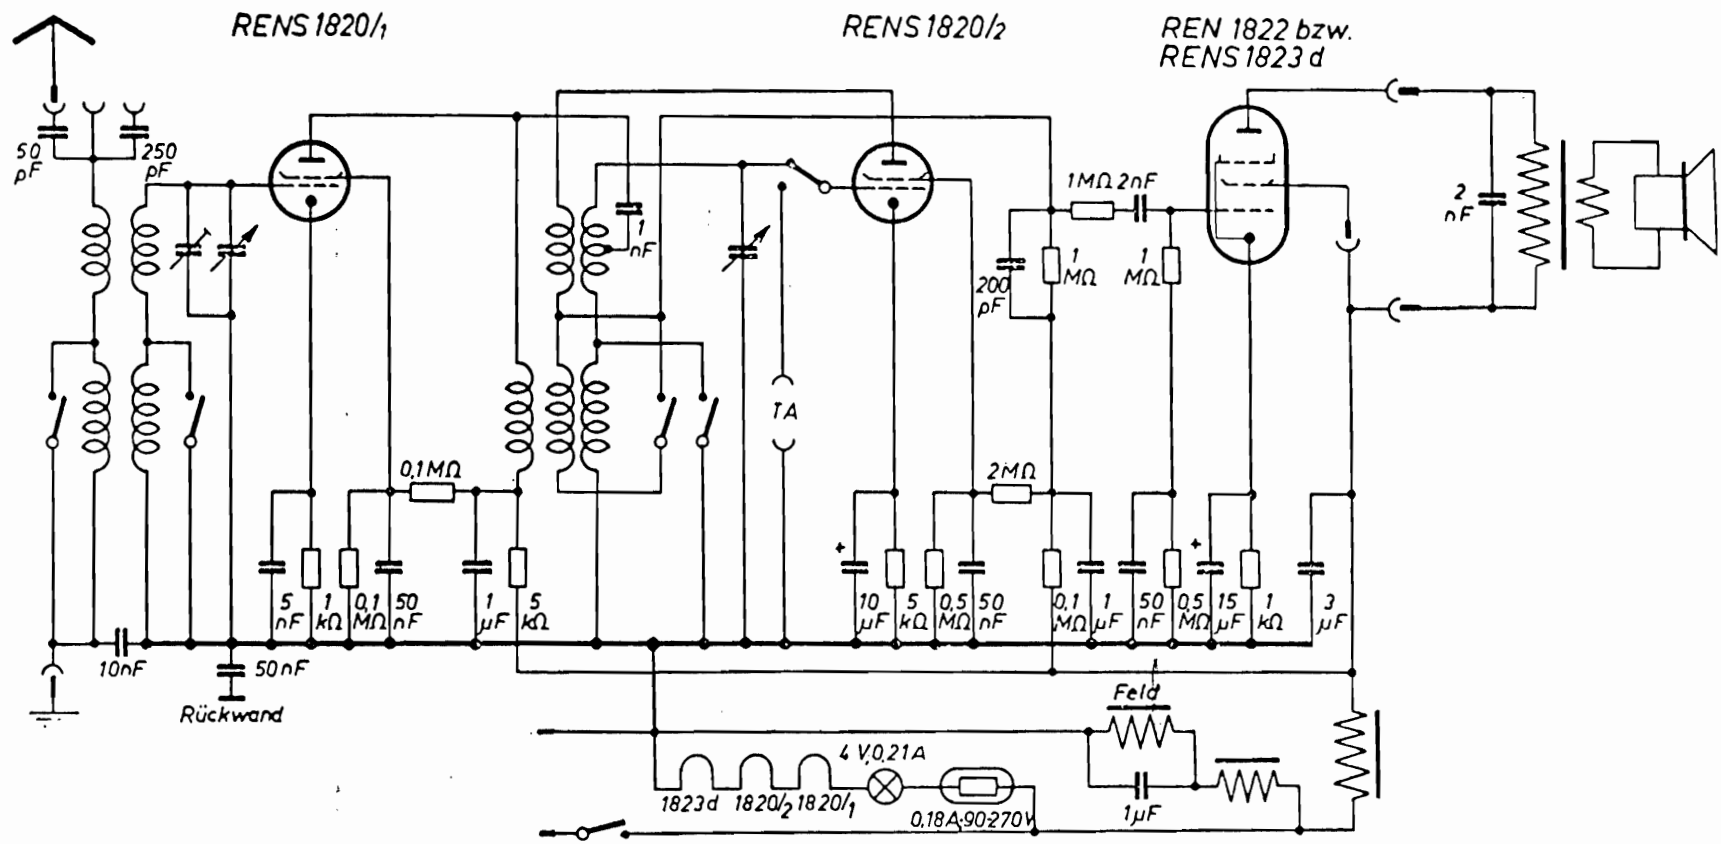 RENS 1820/1
RENS 1820/2
REN 1822 bzw.
RENS 1823 d
50
pF
250
pF
1
nF
1MΩ 2nF
200
pF
1
MΩ
1
MΩ
2
nF
TA
0,1MΩ
2MΩ
5
nF
1
kΩ
0,1
MΩ
50
nF
1
µF
5
kΩ
10
µF
5
kΩ
0,5
MΩ
50
nF
0,1
MΩ
1
µF
50
nF
0,5
MΩ
15
µF
1
kΩ
3
µF
10nF
50nF
Rückwand
Feld
4 V,0,21A
1823d
1820/2
1820/1
0,18A-90-270V
1µF